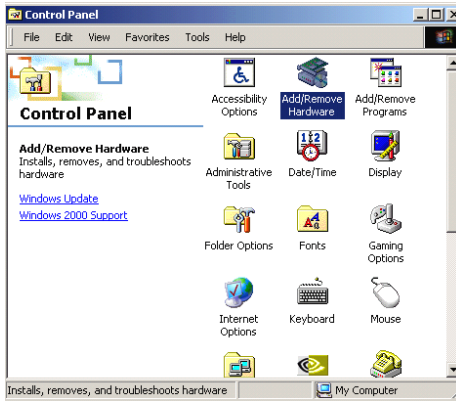 Control Panel
File Edit View Favorites Tools Help
Control Panel
Add/Remove Hardware
Installs, removes, and troubleshoots
hardware
Windows Update
Windows 2000 Support
Accessibility
Options
Add/Remove
Hardware
Add/Remove
Programs
Administrative
Tools
Date/Time
Display
Folder Options
Fonts
Gaming
Options
Internet
Options
Keyboard
Mouse
Installs, removes, and troubleshoots hardware
My Computer